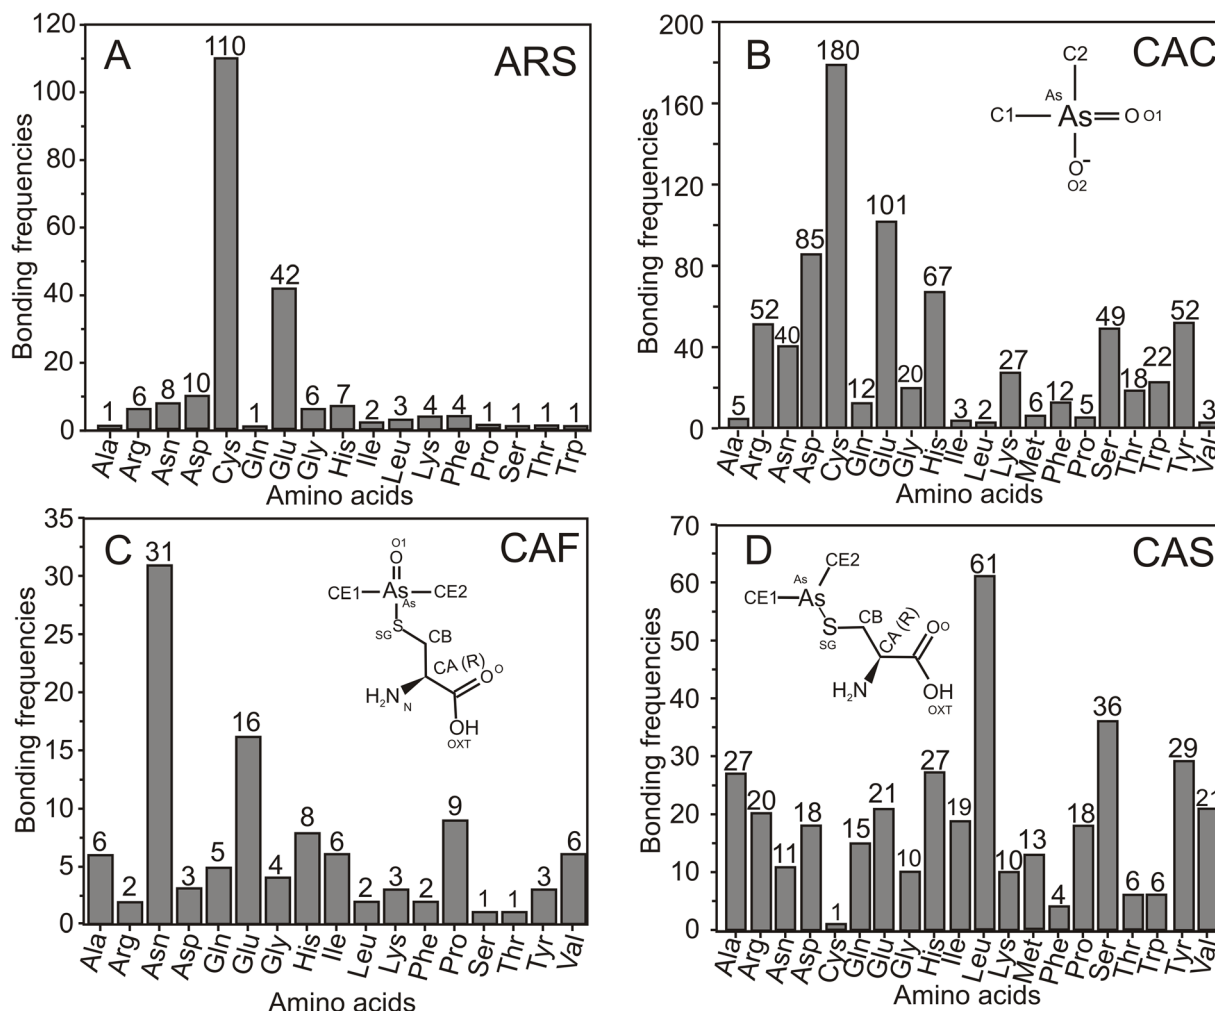 A
ARS
Bonding frequencies
120
100
80
60
40
20
0
1 6 8 10 110 1 42 6 7 2 3 4 4 1 1 1 1
Ala Arg Asn Asp Cys Gln Glu Gly His Ile Leu Lys Phe Pro Ser Thr Trp
Amino acids
B
CAC
C2
As
C1 As O O1
O-
O2
Bonding frequencies
200
160
120
80
40
0
5 52 40 85 180 12 101 20 67 3 2 27 6 12 5 49 18 22 52 3
Ala Arg Asn Asp Cys Gln Glu Gly His Ile Leu Lys Met Phe Pro Ser Thr Trp Tyr Val
Amino acids
C
CAF
O1
O
CE1 As CE2
As
S
SG
CB
CA (R)
O O
H2N N
OH
OXT
Bonding frequencies
35
30
25
20
15
10
5
0
6 2 31 3 5 16 4 8 6 2 3 2 9 1 1 3 6
Ala Arg Asn Asp Gln Glu Gly His Ile Leu Lys Phe Pro Ser Thr Tyr Val
Amino acids
D
CAS
CE2
As
CE1 As
S
SG
CB
CA (R)
O O
H2N
OH
OXT
Bonding frequencies
70
60
50
40
30
20
10
0
27 20 11 18 1 15 21 10 27 19 61 10 13 4 18 36 6 6 29 21
Ala Arg Asn Asp Cys Gln Glu Gly His Ile Leu Lys Met Phe Pro Ser Thr Trp Tyr Val
Amino acids